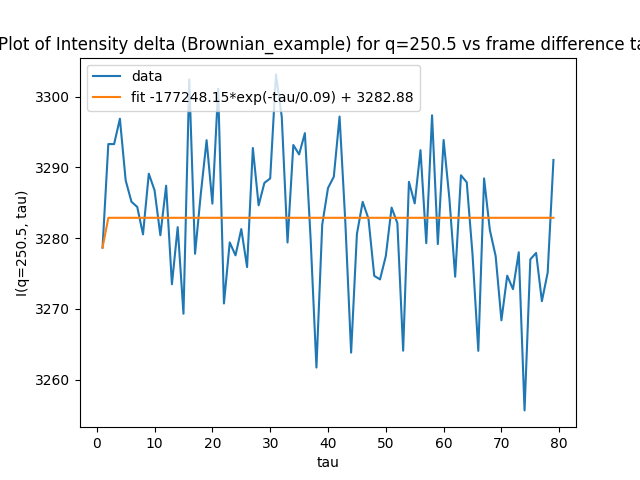 Plot of Intensity delta (Brownian_example) for q=250.5 vs frame difference ta
data
fit -177248.15*exp(-tau/0.09) + 3282.88
3300
3290
3280
3270
3260
I(q=250.5, tau)
0 10 20 30 40 50 60 70 80
tau